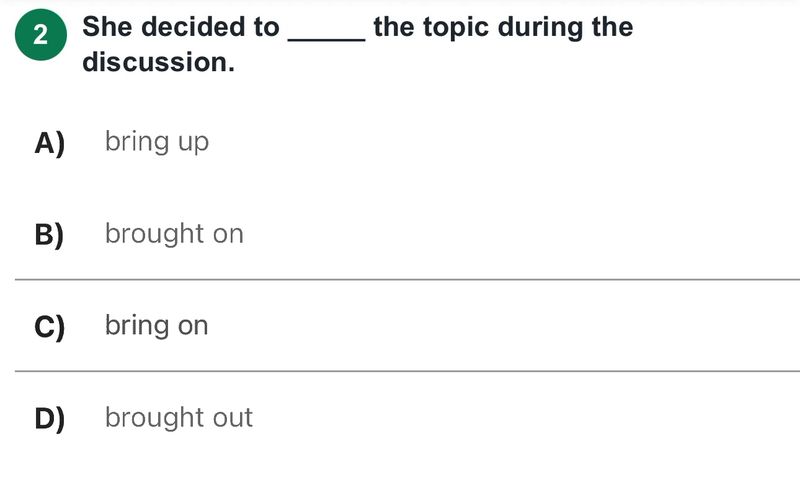 2 She decided to _____ the topic during the
discussion.
A) bring up
B) brought on
C) bring on
D) brought out